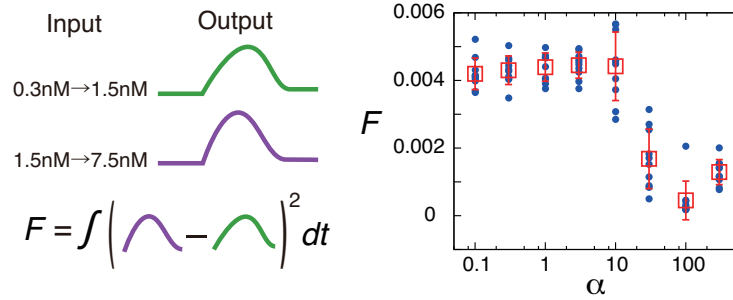 Input Output
0.3nM→1.5nM
1.5nM→7.5nM
F = ∫ ( − )² dt
F
0.006
0.004
0.002
0
0.1 1 10 100
α